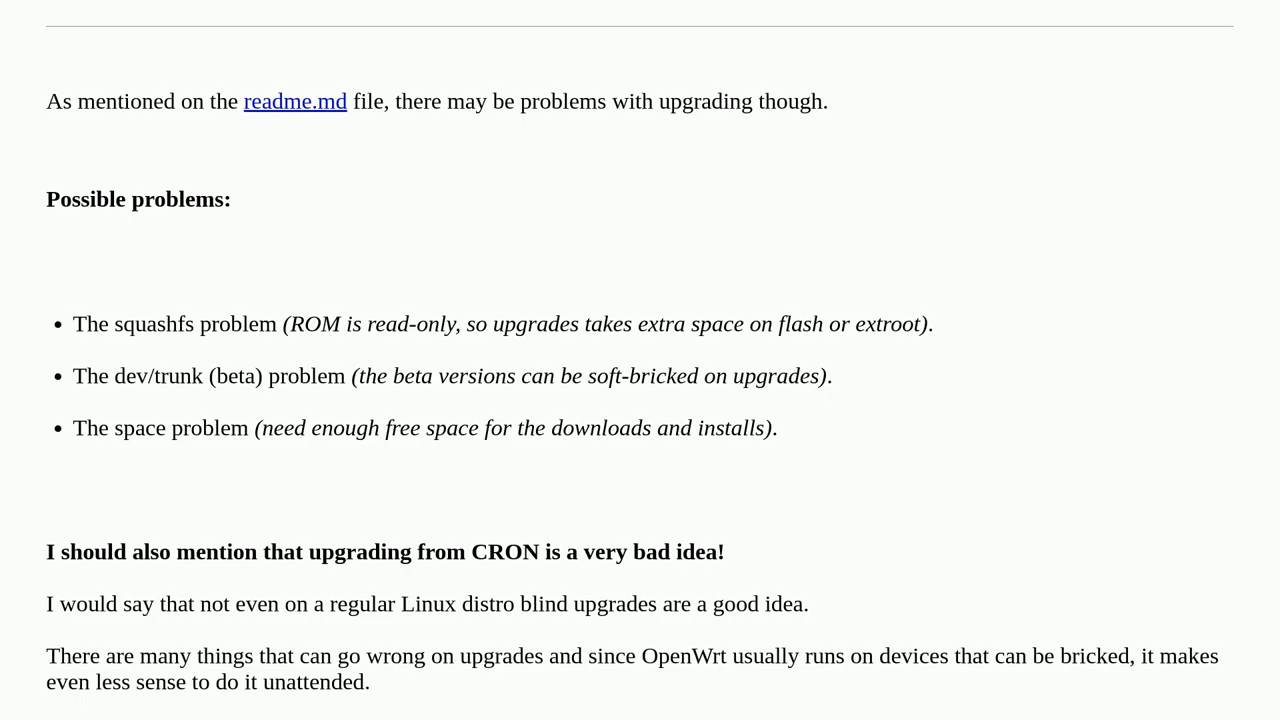 As mentioned on the readme.md file, there may be problems with upgrading though.
Possible problems:
• The squashfs problem (ROM is read-only, so upgrades takes extra space on flash or extroot).
• The dev/trunk (beta) problem (the beta versions can be soft-bricked on upgrades).
• The space problem (need enough free space for the downloads and installs).
I should also mention that upgrading from CRON is a very bad idea!
I would say that not even on a regular Linux distro blind upgrades are a good idea.
There are many things that can go wrong on upgrades and since OpenWrt usually runs on devices that can be bricked, it makes
even less sense to do it unattended.